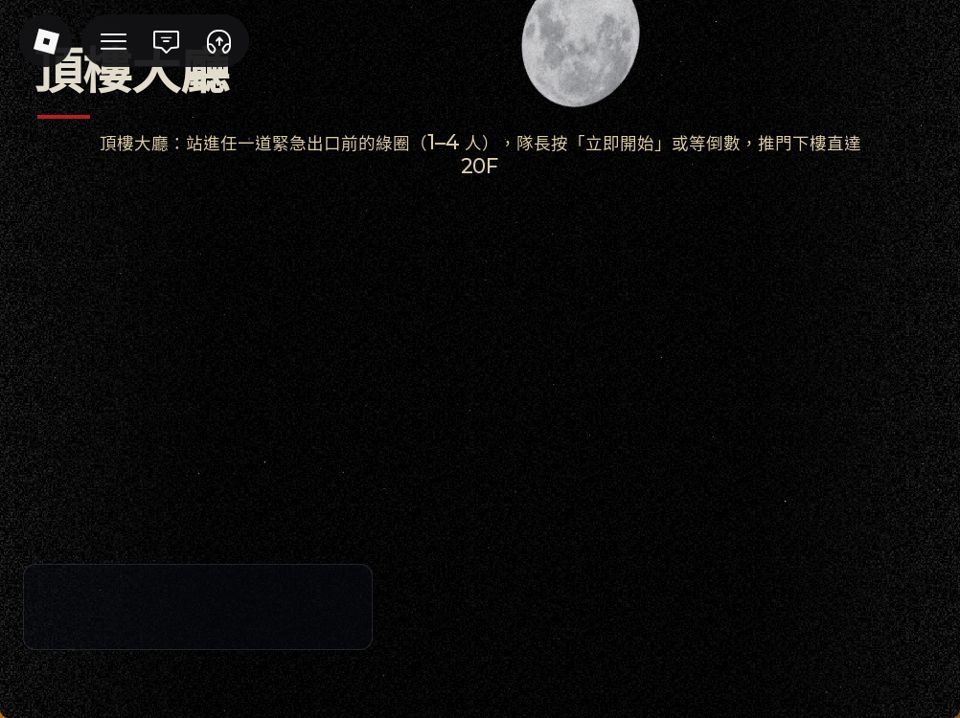 頂樓大廳
頂樓大廳：站進任一道緊急出口前的綠圈（1–4 人），隊長按「立即開始」或等倒數，推門下樓直達
20F